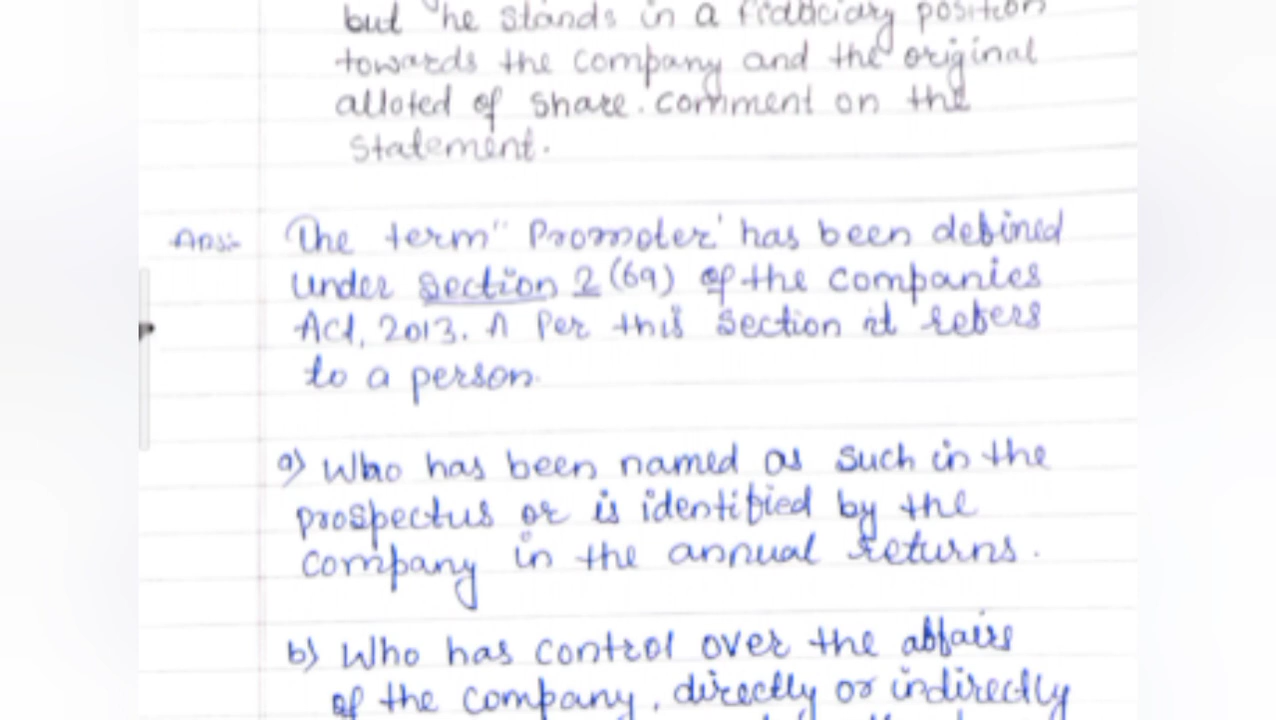 but he stands in a fiduciary position
towards the company and the original
alloted of share. comment on the
statement.
Ans:- The term "Promoter' has been defined
under section 2 (69) of the companies
Act, 2013. A Per this section it refers
to a person.
a) Who has been named as such in the
prospectus or is identified by the
company in the annual returns.
b) Who has control over the affairs
of the company, directly or indirectly